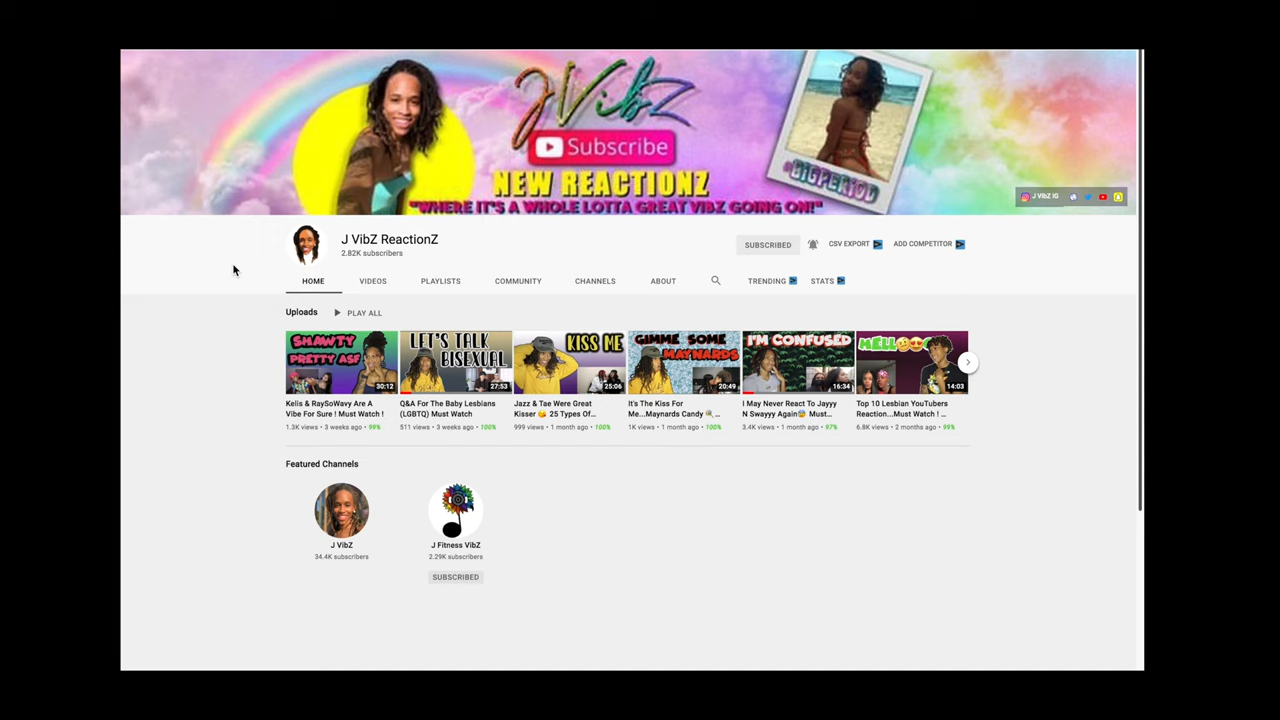 JVibZ
Subscribe
NEW REACTIONZ
"WHERE IT'S A WHOLE LOTTA GREAT VIBZ GOING ON!"
@BIGPERIOD
J VibZ IG
J VibZ ReactionZ
2.82K subscribers
SUBSCRIBED
CSV EXPORT
ADD COMPETITOR
HOME
VIDEOS
PLAYLISTS
COMMUNITY
CHANNELS
ABOUT
TRENDING
STATS
Uploads
PLAY ALL
SHAWTY
PRETTY ASF
30:12
LET'S TALK
BISEXUAL
27:53
KISS ME
25:06
GIMME SOME
MAYNARDS
20:49
I'M CONFUSED
16:34
HELLO
14:03
Kelis & RaySoWavy Are A
Vibe For Sure ! Must Watch !
1.3K views • 3 weeks ago • 99%
Q&A For The Baby Lesbians
(LGBTQ) Must Watch
511 views • 3 weeks ago • 100%
Jazz & Tae Were Great
Kisser 😋 25 Types Of...
999 views • 1 month ago • 100%
It's The Kiss For
Me...Maynards Candy 🍭...
1K views • 1 month ago • 100%
I May Never React To Jayyy
N Swayyy Again😰 Must...
3.4K views • 1 month ago • 97%
Top 10 Lesbian YouTubers
Reaction...Must Watch ! ...
6.8K views • 2 months ago • 99%
Featured Channels
J VibZ
34.4K subscribers
J Fitness VibZ
2.29K subscribers
SUBSCRIBED